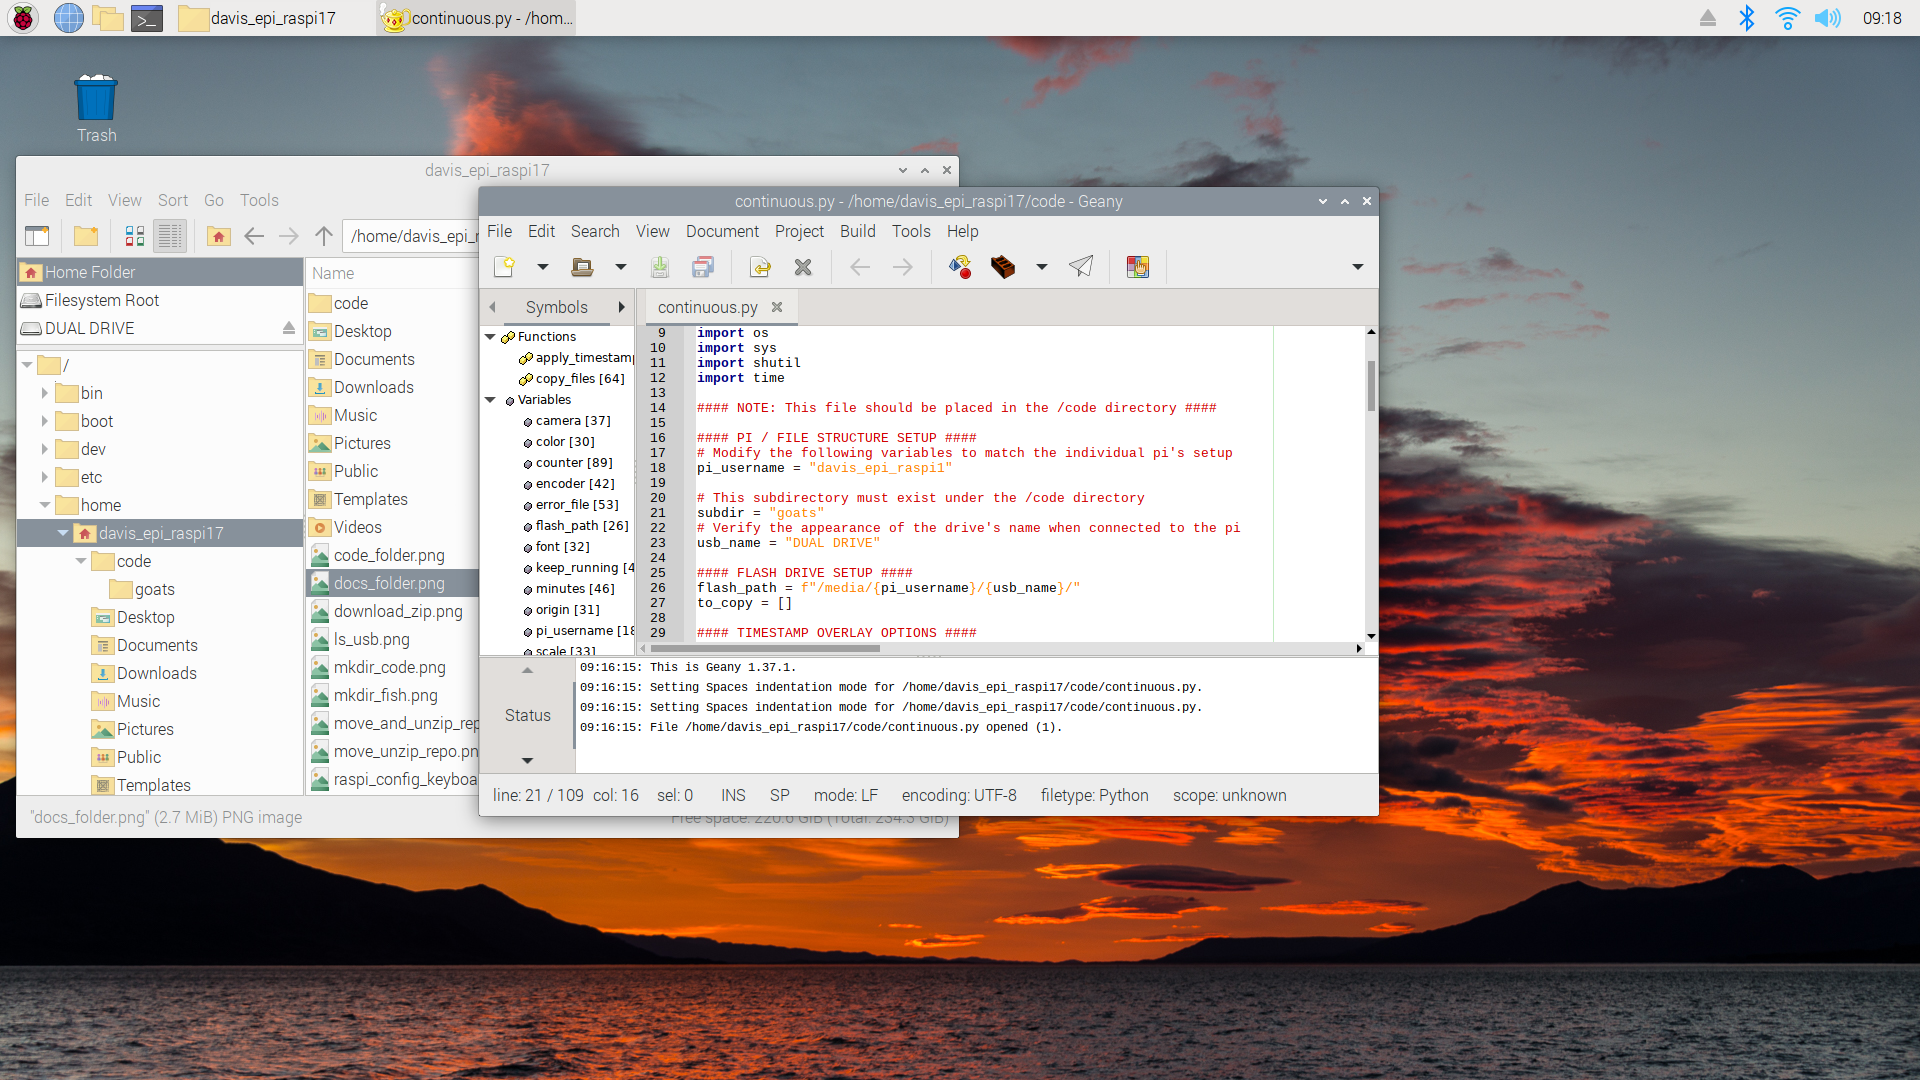 davis_epi_raspi17
continuous.py - /hom...
09:18
Trash
davis_epi_raspi17
File Edit View Sort Go Tools
/home/davis_epi_r
Home Folder
Filesystem Root
DUAL DRIVE
/
bin
boot
dev
etc
home
davis_epi_raspi17
code
goats
Desktop
Documents
Downloads
Music
Pictures
Public
Templates
Name
code
Desktop
Documents
Downloads
Music
Pictures
Public
Templates
Videos
code_folder.png
docs_folder.png
download_zip.png
ls_usb.png
mkdir_code.png
mkdir_fish.png
move_and_unzip_rep
move_unzip_repo.pn
raspi_config_keyboa
"docs_folder.png" (2.7 MiB) PNG image
Free space: 220.6 GiB (Total: 234.3 GiB)
continuous.py - /home/davis_epi_raspi17/code - Geany
File Edit Search View Document Project Build Tools Help
Symbols
continuous.py
Functions
apply_timestamp
copy_files [64]
Variables
camera [37]
color [30]
counter [89]
encoder [42]
error_file [53]
flash_path [26]
font [32]
keep_running [4
minutes [46]
origin [31]
pi_username [18
scale [33]
9 import os
10 import sys
11 import shutil
12 import time
13
14 #### NOTE: This file should be placed in the /code directory ####
15
16 #### PI / FILE STRUCTURE SETUP ####
17 # Modify the following variables to match the individual pi's setup
18 pi_username = "davis_epi_raspi1"
19
20 # This subdirectory must exist under the /code directory
21 subdir = "goats"
22 # Verify the appearance of the drive's name when connected to the pi
23 usb_name = "DUAL DRIVE"
24
25 #### FLASH DRIVE SETUP ####
26 flash_path = f"/media/{pi_username}/{usb_name}/"
27 to_copy = []
28
29 #### TIMESTAMP OVERLAY OPTIONS ####
Status
09:16:15: This is Geany 1.37.1.
09:16:15: Setting Spaces indentation mode for /home/davis_epi_raspi17/code/continuous.py.
09:16:15: Setting Spaces indentation mode for /home/davis_epi_raspi17/code/continuous.py.
09:16:15: File /home/davis_epi_raspi17/code/continuous.py opened (1).
line: 21 / 109 col: 16 sel: 0 INS SP mode: LF encoding: UTF-8 filetype: Python scope: unknown